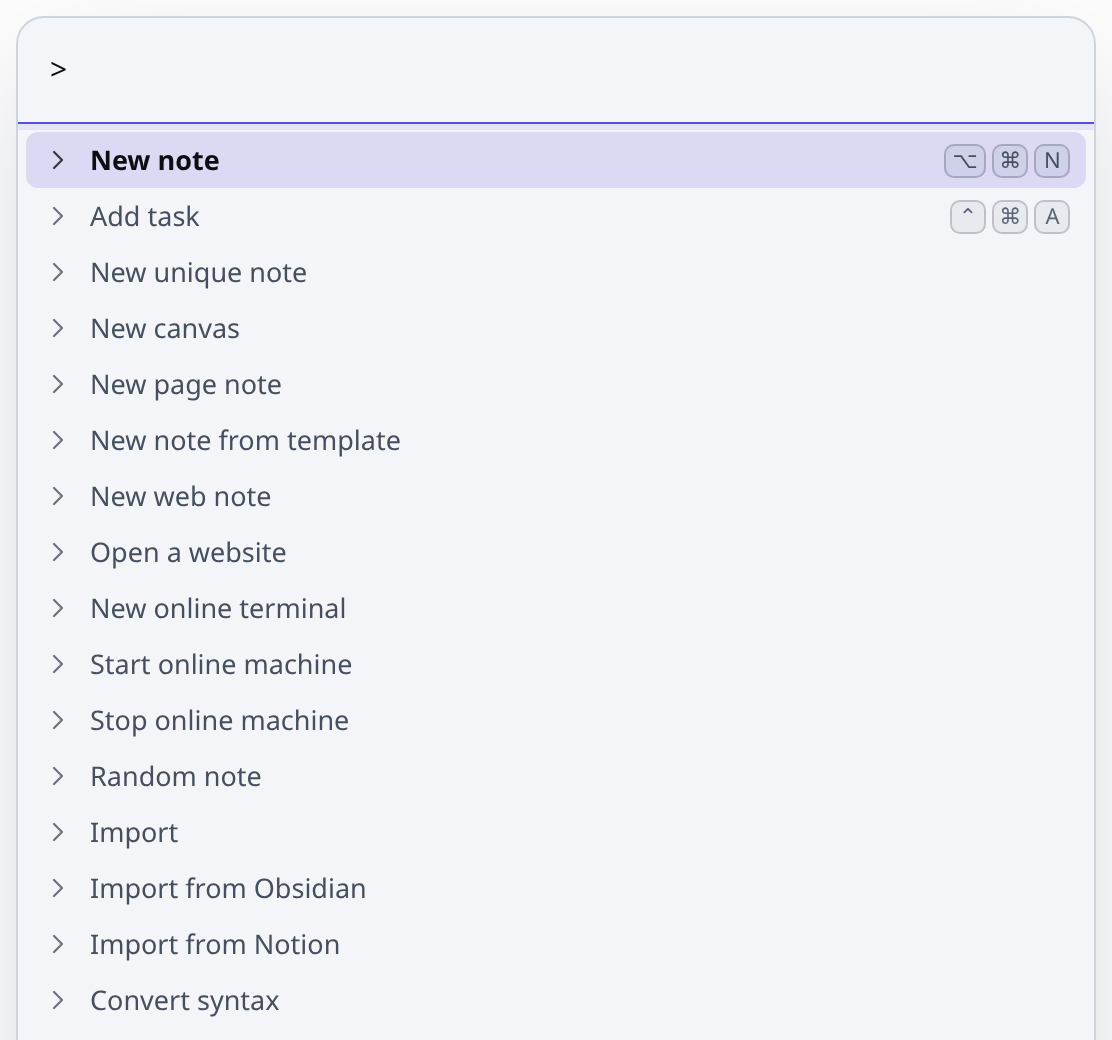 >
New note ⌥ ⌘ N
Add task ⌃ ⌘ A
New unique note
New canvas
New page note
New note from template
New web note
Open a website
New online terminal
Start online machine
Stop online machine
Random note
Import
Import from Obsidian
Import from Notion
Convert syntax